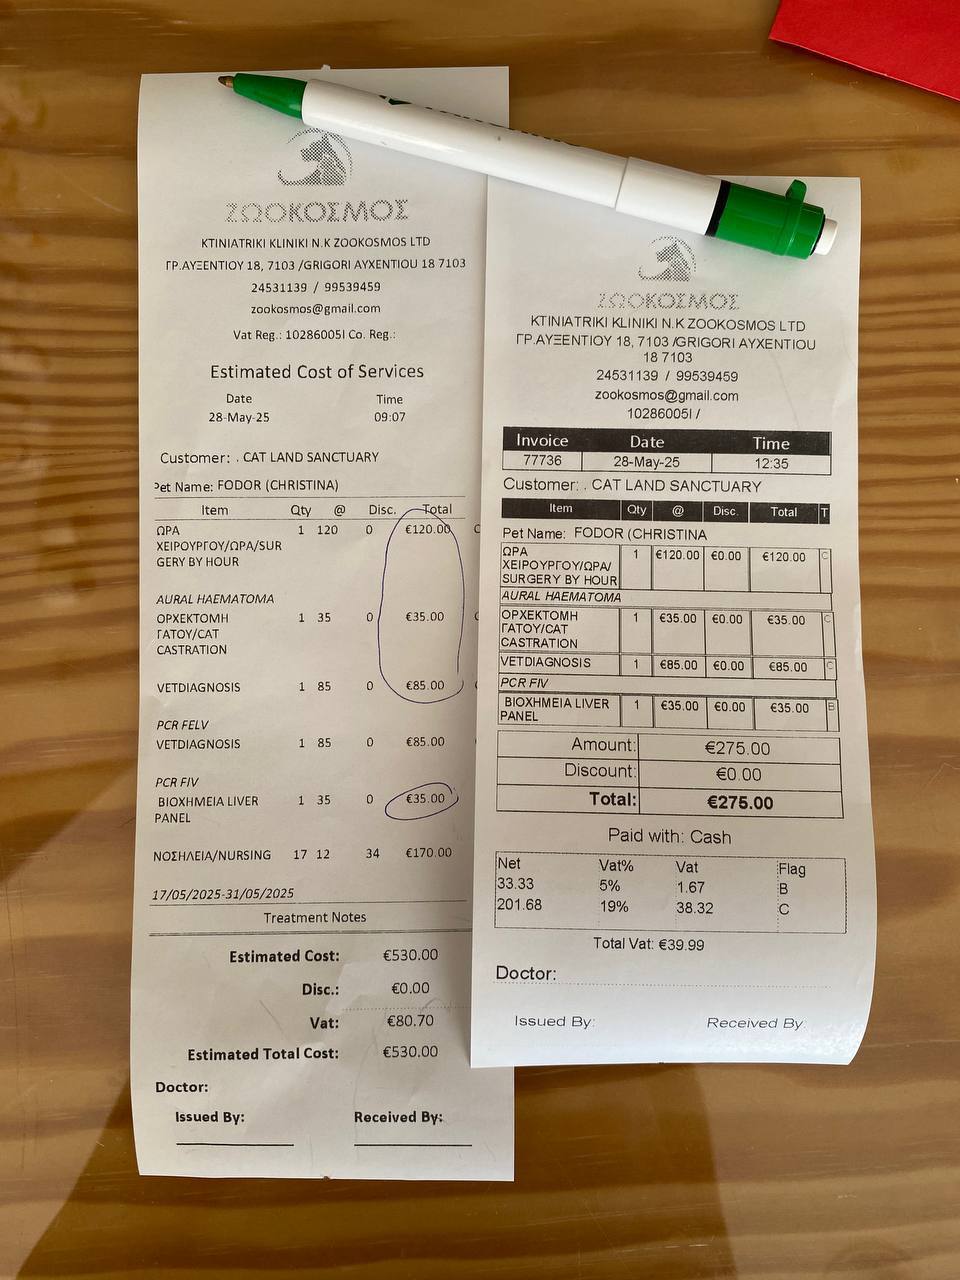 ΖΩΟΚΟΣΜΟΣ
KTINIATRIKI KLINIKI N.K ZOOKOSMOS LTD
ΓΡ.ΑΥΞΕΝΤΙΟΥ 18, 7103 /GRIGORI AYXENTIOU 18 7103
24531139 / 99539459
zookosmos@gmail.com
Vat Reg.: 10286005I Co. Reg.:
Estimated Cost of Services
Date Time
28-May-25 09:07
Customer: . CAT LAND SANCTUARY
Pet Name: FODOR (CHRISTINA)
Item Qty @ Disc. Total
ΩΡΑ 1 120 0 €120.00
ΧΕΙΡΟΥΡΓΟΥ/ΩΡΑ/SUR
GERY BY HOUR
AURAL HAEMATOMA
ΟΡΧΕΚΤΟΜΗ 1 35 0 €35.00
ΓΑΤΟΥ/CAT
CASTRATION
VETDIAGNOSIS 1 85 0 €85.00
PCR FELV
VETDIAGNOSIS 1 85 0 €85.00
PCR FIV
ΒΙΟΧΗΜΕΙΑ LIVER 1 35 0 €35.00
PANEL
ΝΟΣΗΛΕΙΑ/NURSING 17 12 34 €170.00
17/05/2025-31/05/2025
Treatment Notes
Estimated Cost: €530.00
Disc.: €0.00
Vat: €80.70
Estimated Total Cost: €530.00
Doctor:
Issued By: Received By:
ΖΩΟΚΟΣΜΟΣ
KTINIATRIKI KLINIKI N.K ZOOKOSMOS LTD
ΓΡ.ΑΥΞΕΝΤΙΟΥ 18, 7103 /GRIGORI AYXENTIOU
18 7103
24531139 / 99539459
zookosmos@gmail.com
10286005I /
Invoice Date Time
77736 28-May-25 12:35
Customer: . CAT LAND SANCTUARY
Item Qty @ Disc. Total T
Pet Name: FODOR (CHRISTINA
ΩΡΑ 1 €120.00 €0.00 €120.00 C
ΧΕΙΡΟΥΡΓΟΥ/ΩΡΑ/
SURGERY BY HOUR
AURAL HAEMATOMA
ΟΡΧΕΚΤΟΜΗ 1 €35.00 €0.00 €35.00 C
ΓΑΤΟΥ/CAT
CASTRATION
VETDIAGNOSIS 1 €85.00 €0.00 €85.00 C
PCR FIV
ΒΙΟΧΗΜΕΙΑ LIVER 1 €35.00 €0.00 €35.00 B
PANEL
Amount: €275.00
Discount: €0.00
Total: €275.00
Paid with: Cash
Net Vat% Vat Flag
33.33 5% 1.67 B
201.68 19% 38.32 C
Total Vat: €39.99
Doctor:
Issued By: Received By: